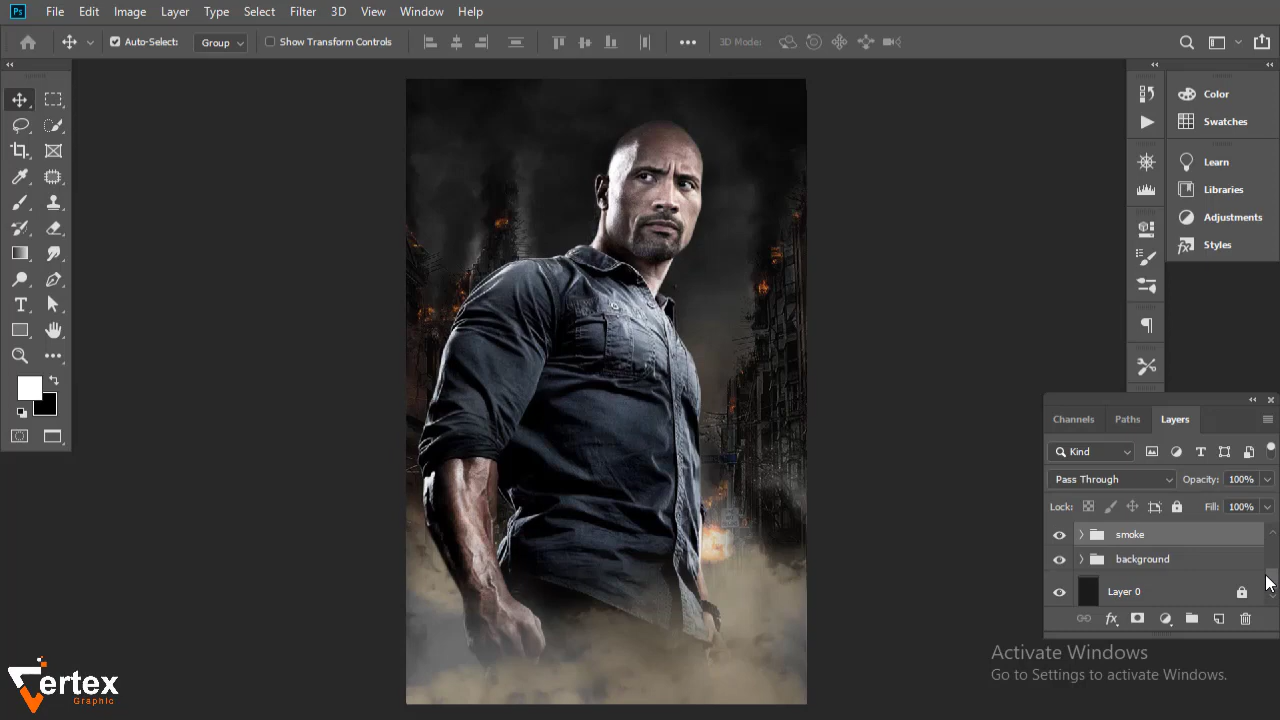 Ps File Edit Image Layer Type Select Filter 3D View Window Help
Auto-Select: Group Show Transform Controls 3D Mode:
Color
Swatches
Learn
Libraries
Adjustments
Styles
Channels Paths Layers
Kind
Pass Through Opacity: 100%
Lock: Fill: 100%
smoke
background
Layer 0
Activate Windows
Go to Settings to activate Windows.
Vertex
Graphic